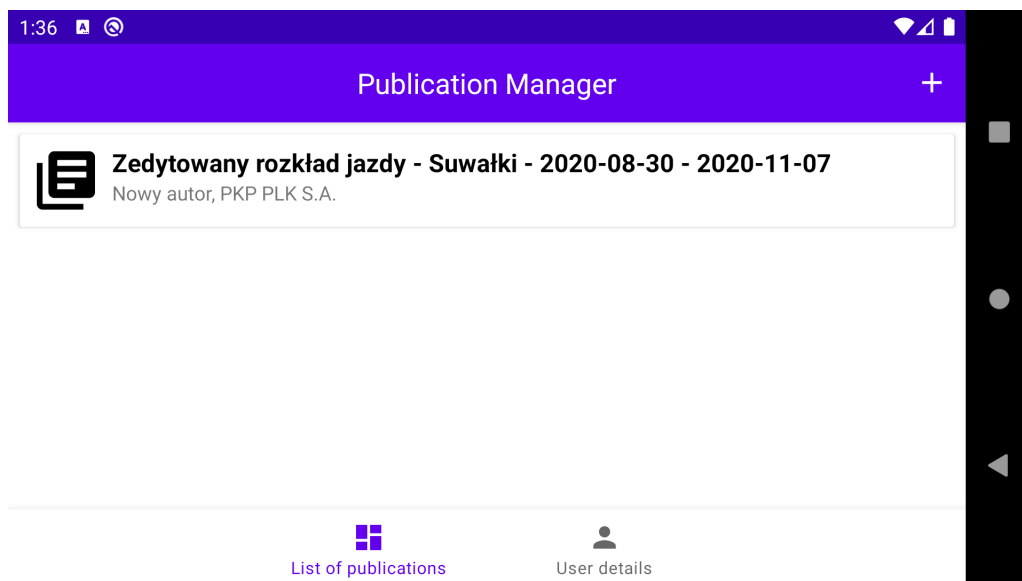 1:36
Publication Manager
Zedytowany rozkład jazdy - Suwałki - 2020-08-30 - 2020-11-07
Nowy autor, PKP PLK S.A.
List of publications
User details